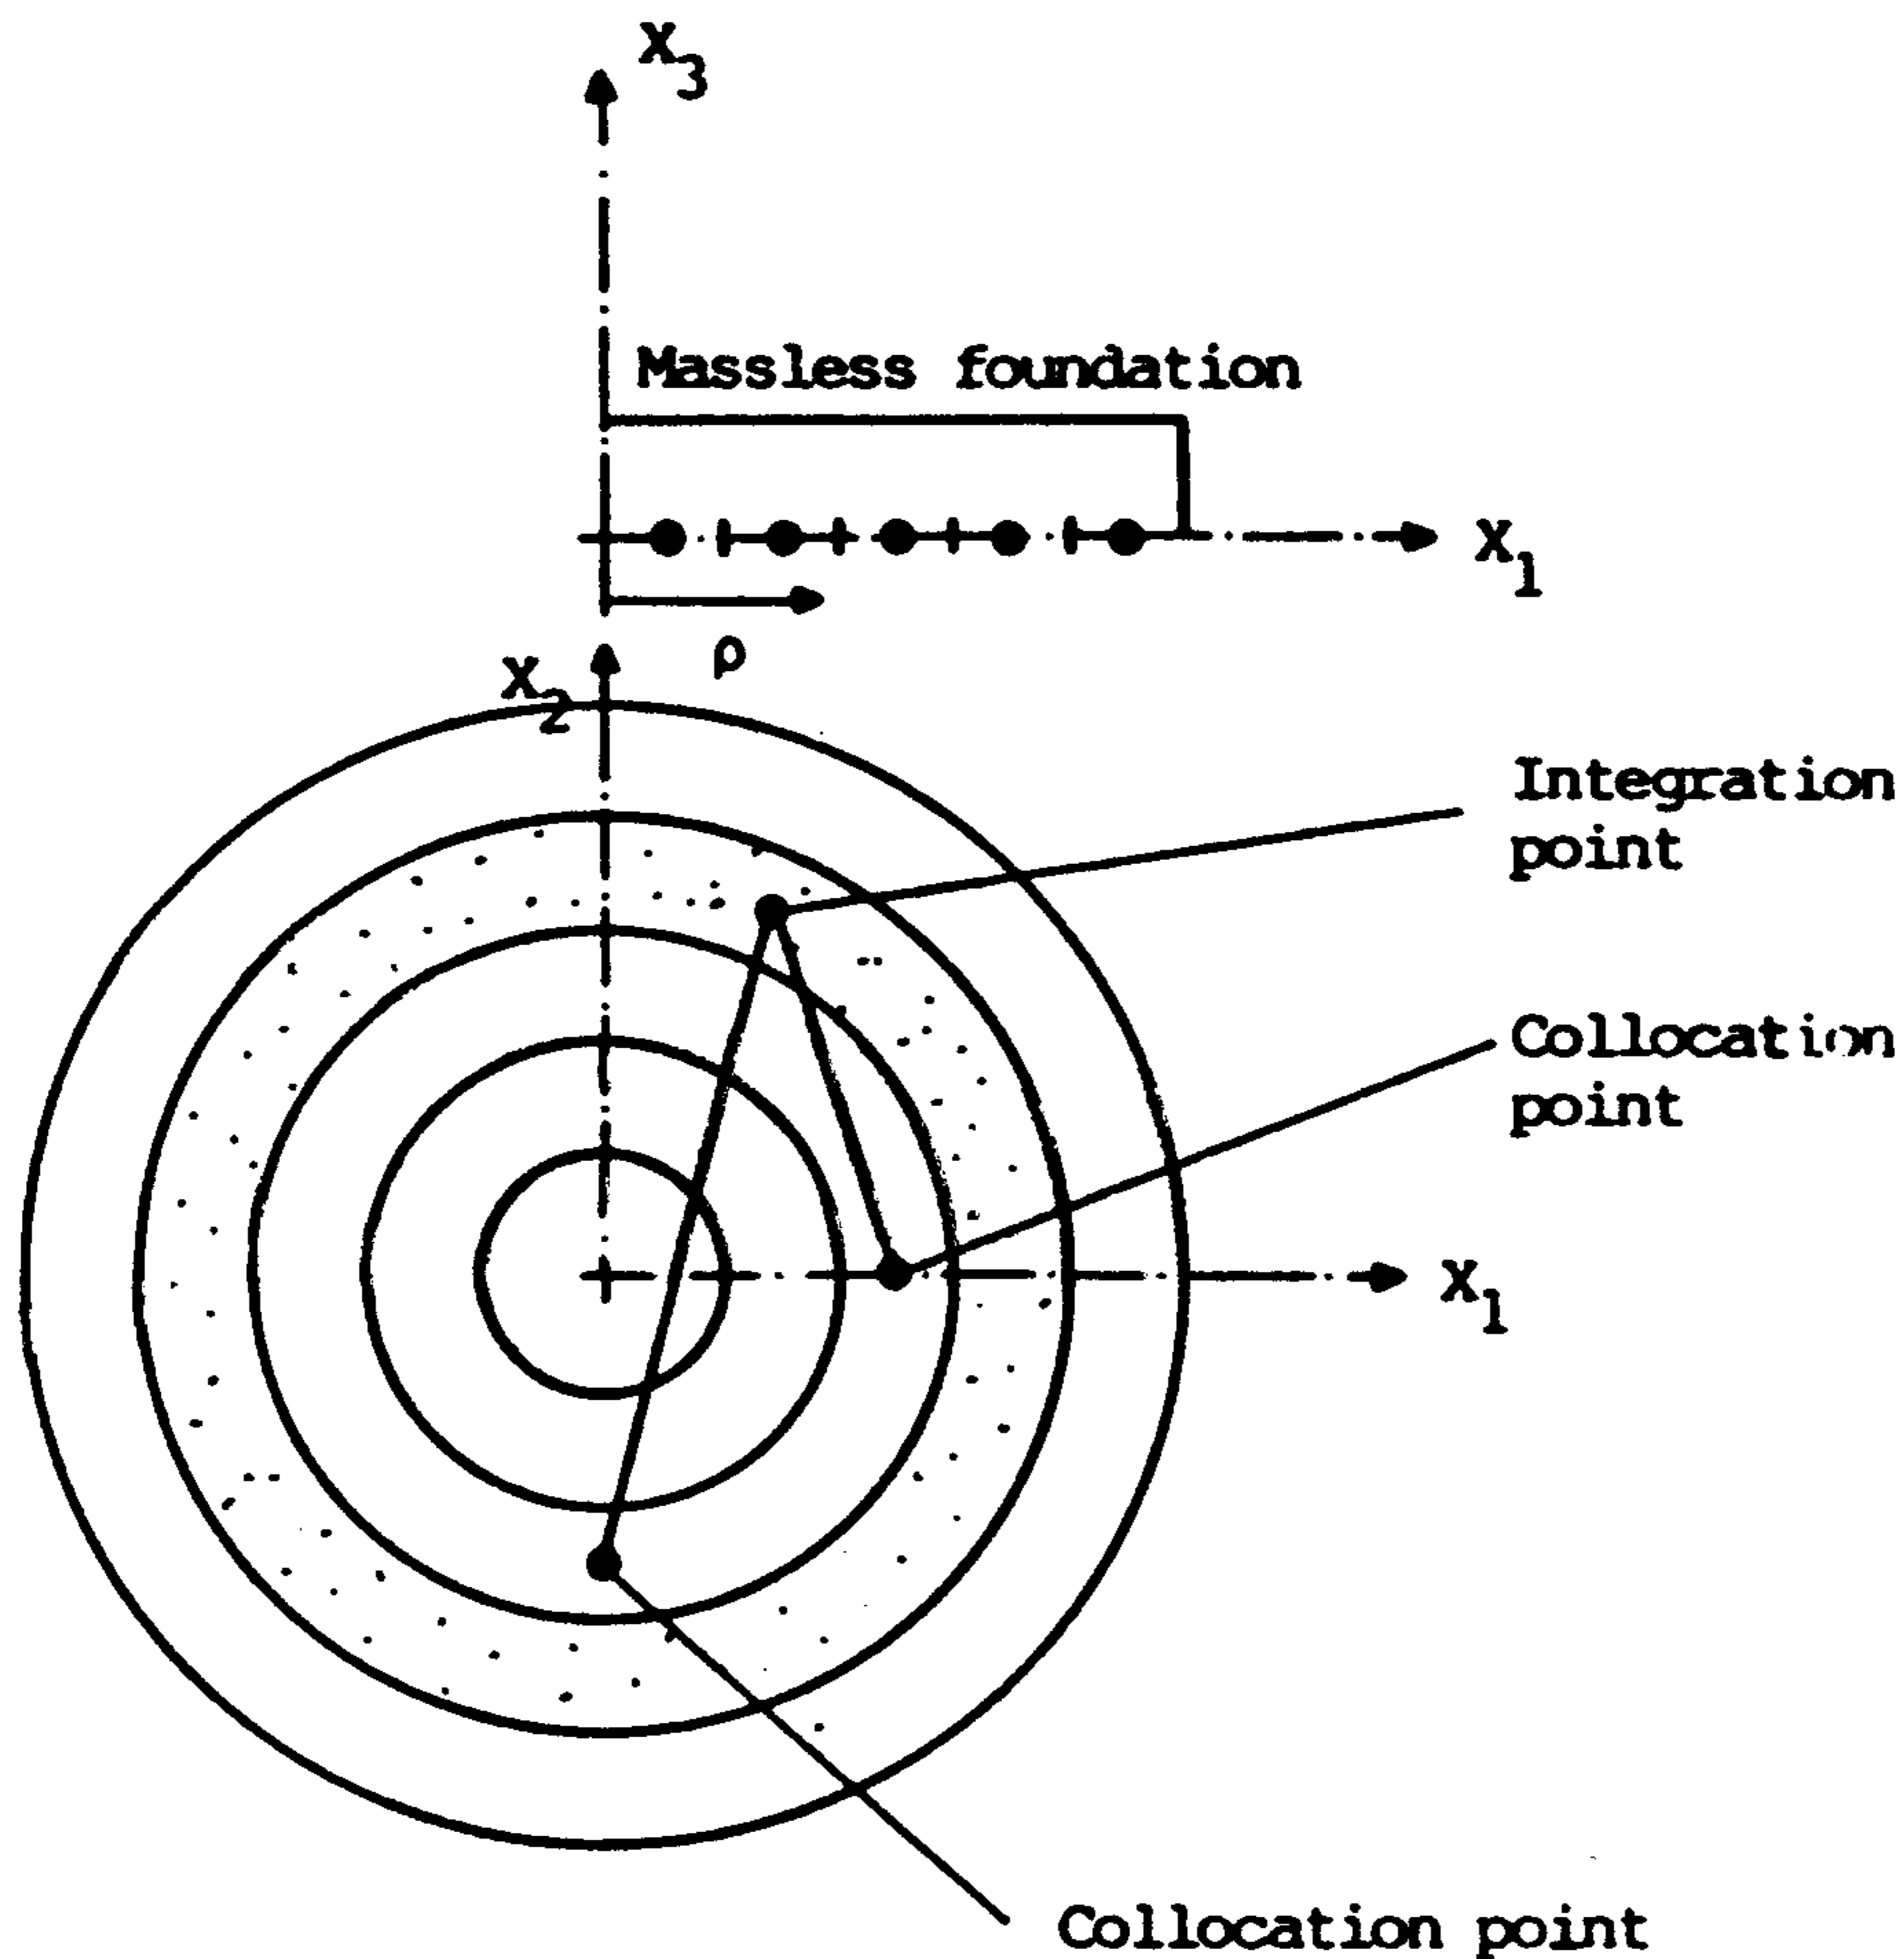 X3
Massless foundation
X1
ρ
X2
Integration
point
Collocation
point
X1
Collocation point